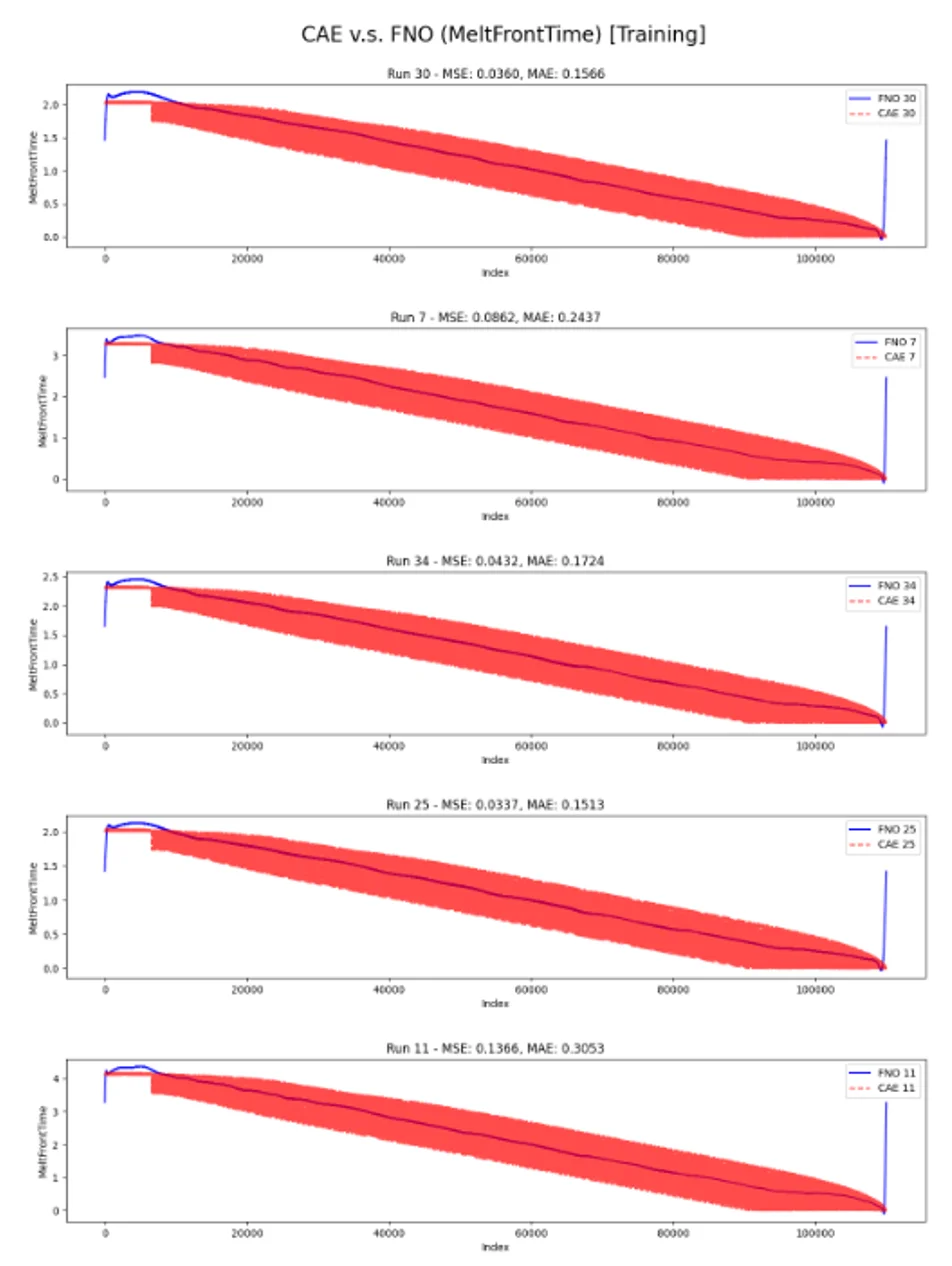 CAE v.s. FNO (MeltFrontTime) [Training]
Run 30 - MSE: 0.0360, MAE: 0.1566
MeltFrontTime
2.0
1.5
1.0
0.5
0.0
FNO 30
CAE 30
0 20000 40000 60000 80000 100000
Index
Run 7 - MSE: 0.0862, MAE: 0.2437
MeltFrontTime
3
2
1
0
FNO 7
CAE 7
0 20000 40000 60000 80000 100000
Index
Run 34 - MSE: 0.0432, MAE: 0.1724
MeltFrontTime
2.5
2.0
1.5
1.0
0.5
0.0
FNO 34
CAE 34
0 20000 40000 60000 80000 100000
Index
Run 25 - MSE: 0.0337, MAE: 0.1513
MeltFrontTime
2.0
1.5
1.0
0.5
0.0
FNO 25
CAE 25
0 20000 40000 60000 80000 100000
Index
Run 11 - MSE: 0.1366, MAE: 0.3053
MeltFrontTime
4
3
2
1
0
FNO 11
CAE 11
0 20000 40000 60000 80000 100000
Index